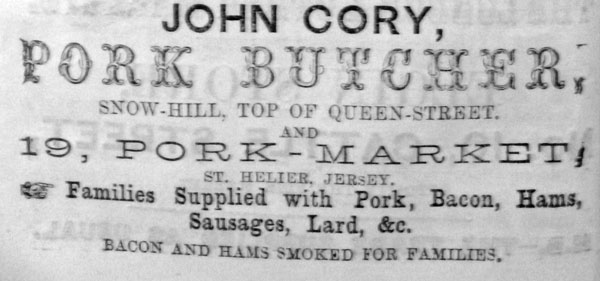 JOHN CORY,
PORK BUTCHER,
SNOW-HILL, TOP OF QUEEN-STREET.
AND
19, PORK-MARKET,
ST. HELIER, JERSEY.
☞ Families Supplied with Pork, Bacon, Hams,
Sausages, Lard, &c.
BACON AND HAMS SMOKED FOR FAMILIES.